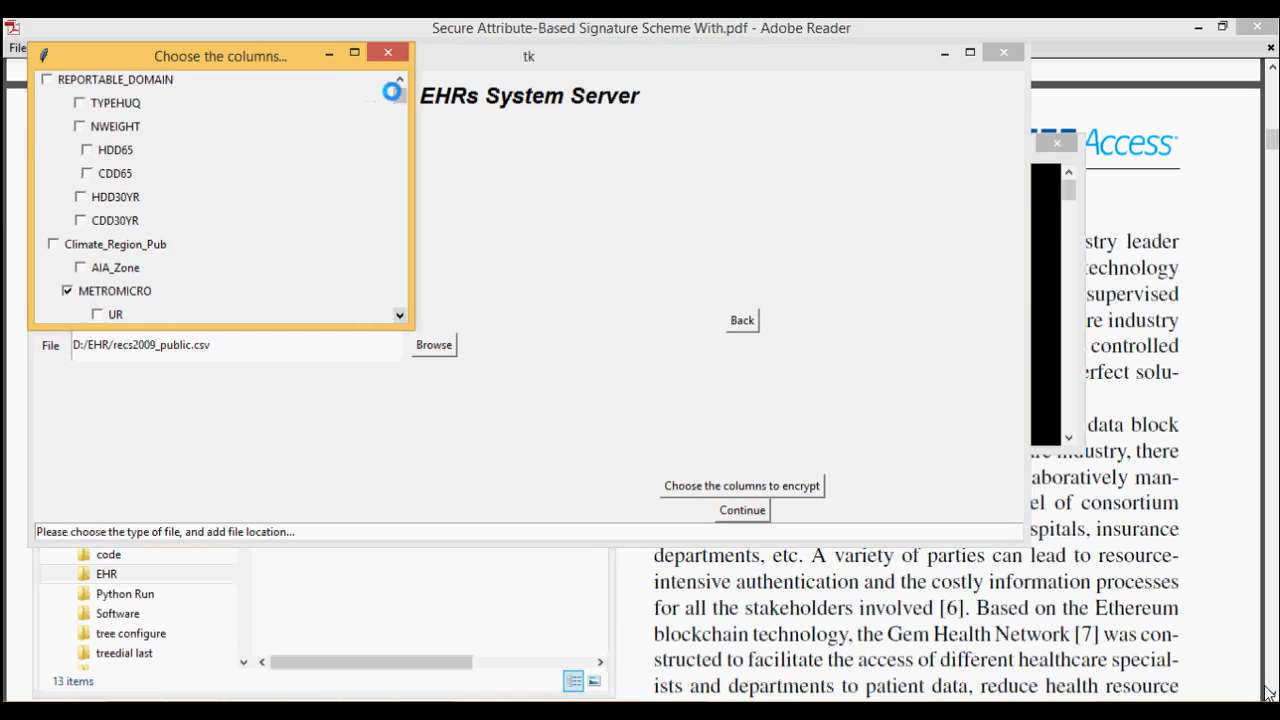 Secure Attribute-Based Signature Scheme With.pdf - Adobe Reader
File
Choose the columns...
tk
REPORTABLE_DOMAIN
TYPEHUQ
NWEIGHT
HDD65
CDD65
HDD30YR
CDD30YR
Climate_Region_Pub
AIA_Zone
METROMICRO
UR
EHRs System Server
Back
File D:/EHR/recs2009_public.csv Browse
Choose the columns to encrypt
Continue
Please choose the type of file, and add file location...
code
EHR
Python Run
Software
tree configure
treedial last
13 items
Access
stry leader
technology
supervised
re industry
controlled
erfect solu-
data block
industry, there
aboratively man-
el of consortium
spitals, insurance
departments, etc. A variety of parties can lead to resource-
intensive authentication and the costly information processes
for all the stakeholders involved [6]. Based on the Ethereum
blockchain technology, the Gem Health Network [7] was con-
structed to facilitate the access of different healthcare special-
ists and departments to patient data, reduce health resource